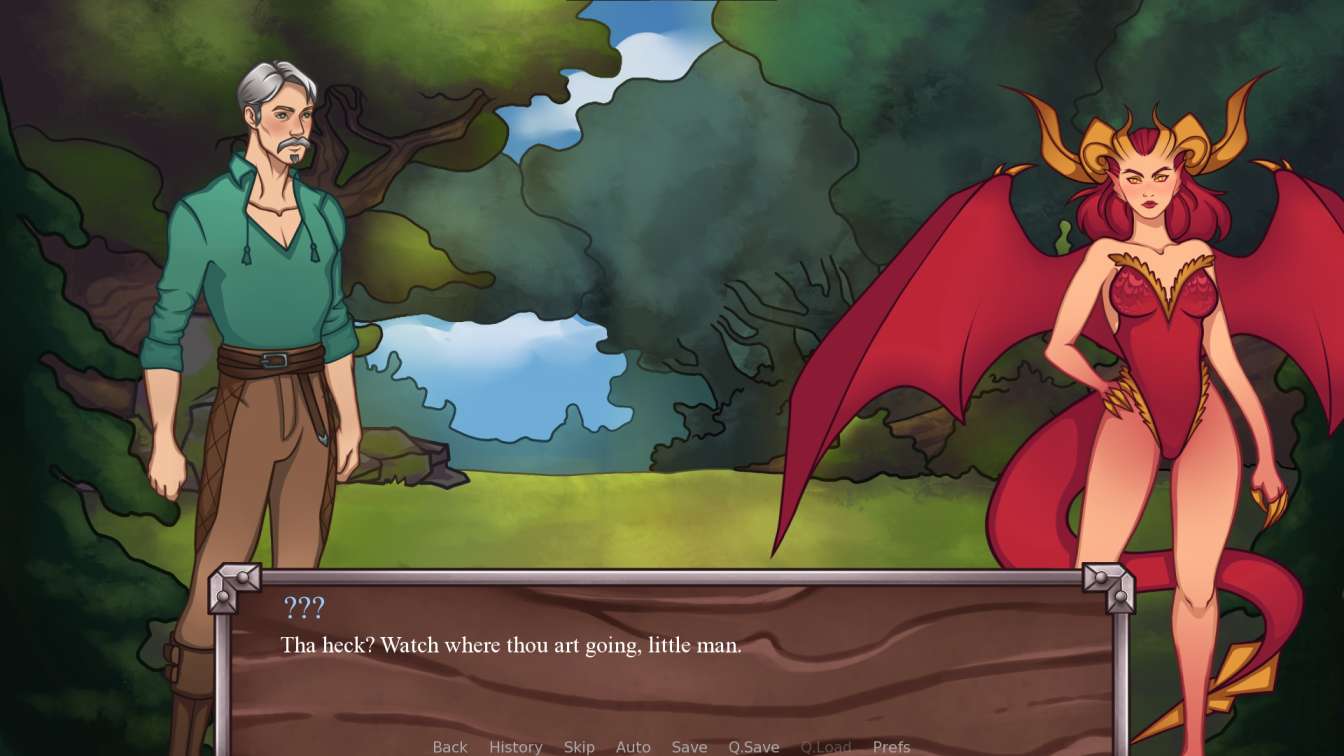 ???
Tha heck? Watch where thou art going, little man.
Back History Skip Auto Save Q.Save Q.Load Prefs